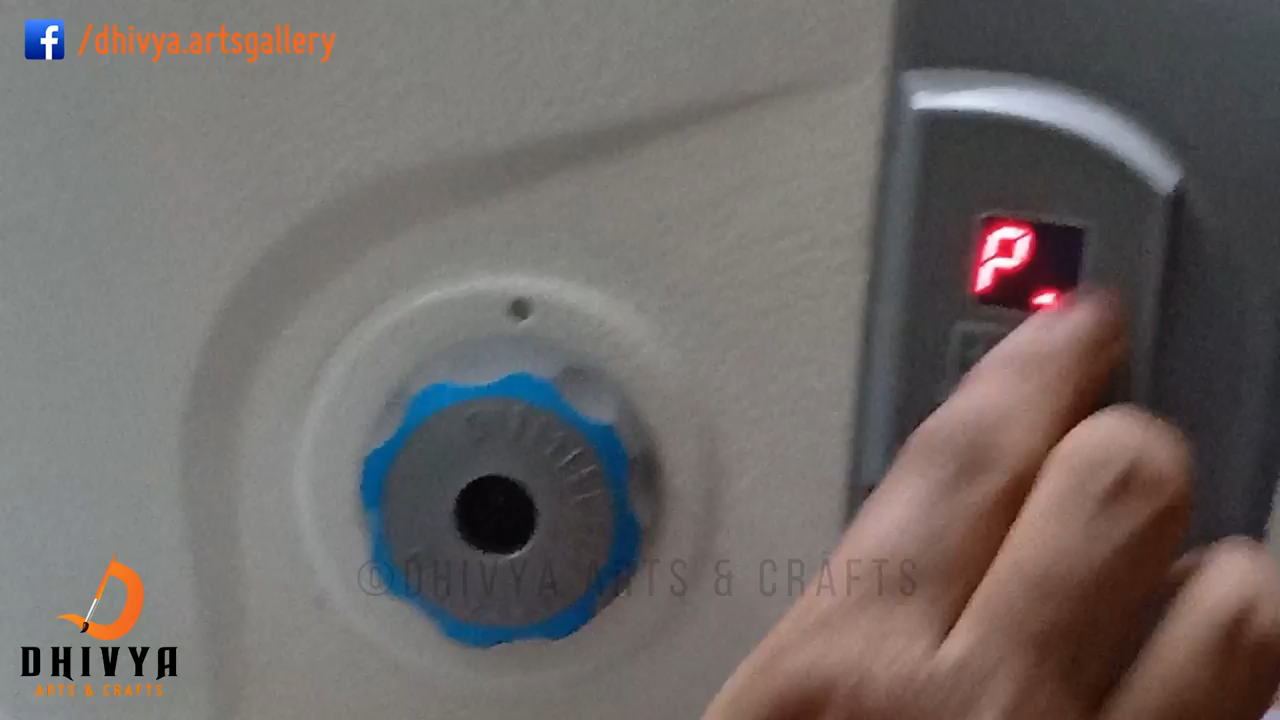 f /dhivya.artsgallery
P.
©DHIVYA ARTS & CRAFTS
DHIVYA
ARTS & CRAFTS